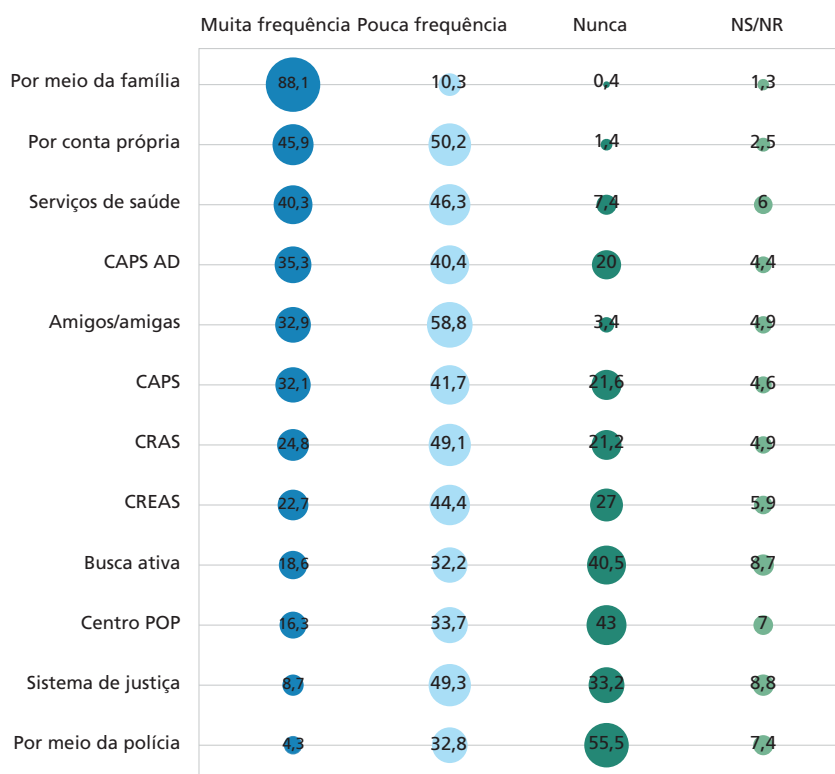 Muita frequência Pouca frequência Nunca NS/NR
Por meio da família 88,1 10,3 0,4 1,3
Por conta própria 45,9 50,2 1,4 2,5
Serviços de saúde 40,3 46,3 7,4 6
CAPS AD 35,3 40,4 20 4,4
Amigos/amigas 32,9 58,8 3,4 4,9
CAPS 32,1 41,7 21,6 4,6
CRAS 24,8 49,1 21,2 4,9
CREAS 22,7 44,4 27 5,9
Busca ativa 18,6 32,2 40,5 8,7
Centro POP 16,3 33,7 43 7
Sistema de justiça 8,7 49,3 33,2 8,8
Por meio da polícia 4,3 32,8 55,5 7,4